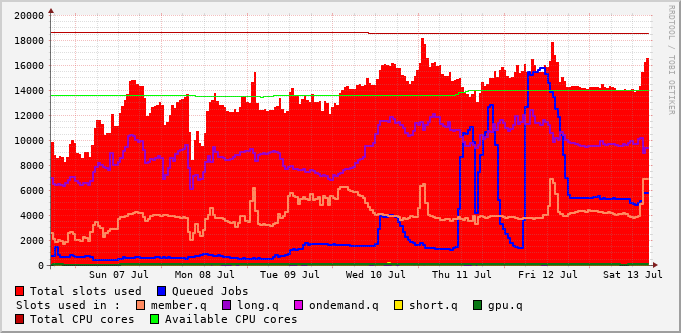 20000
18000
16000
14000
12000
10000
8000
6000
4000
2000
0
Sun 07 Jul Mon 08 Jul Tue 09 Jul Wed 10 Jul Thu 11 Jul Fri 12 Jul Sat 13 Jul
Total slots used Queued Jobs
Slots used in : member.q long.q ondemand.q short.q gpu.q
Total CPU cores Available CPU cores
RRDTOOL / TOBI OETIKER